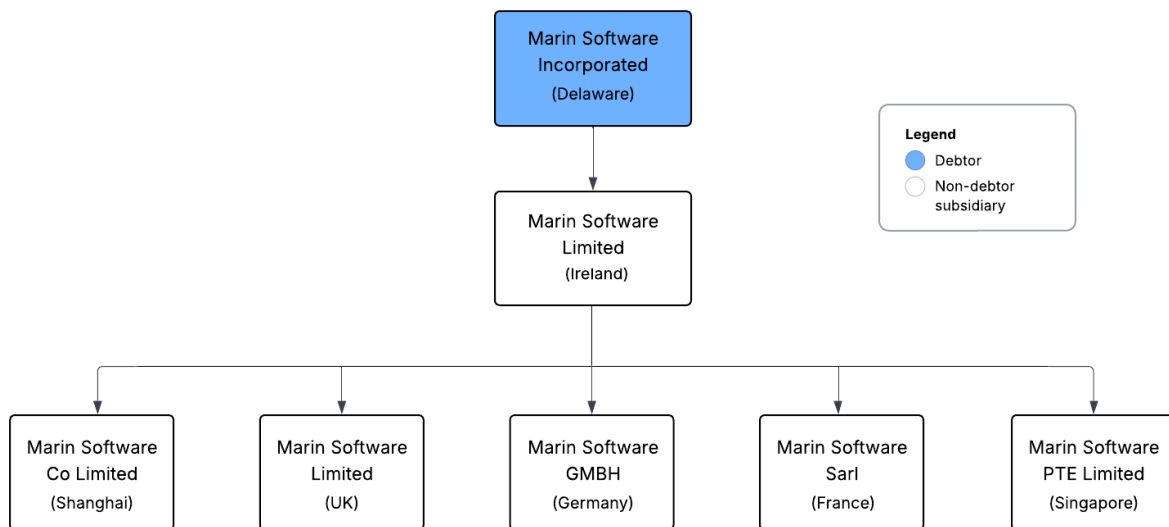 Marin Software
Incorporated
(Delaware)
Legend
Debtor
Non-debtor
subsidiary
Marin Software
Limited
(Ireland)
Marin Software
Co Limited
(Shanghai)
Marin Software
Limited
(UK)
Marin Software
GMBH
(Germany)
Marin Software
Sarl
(France)
Marin Software
PTE Limited
(Singapore)